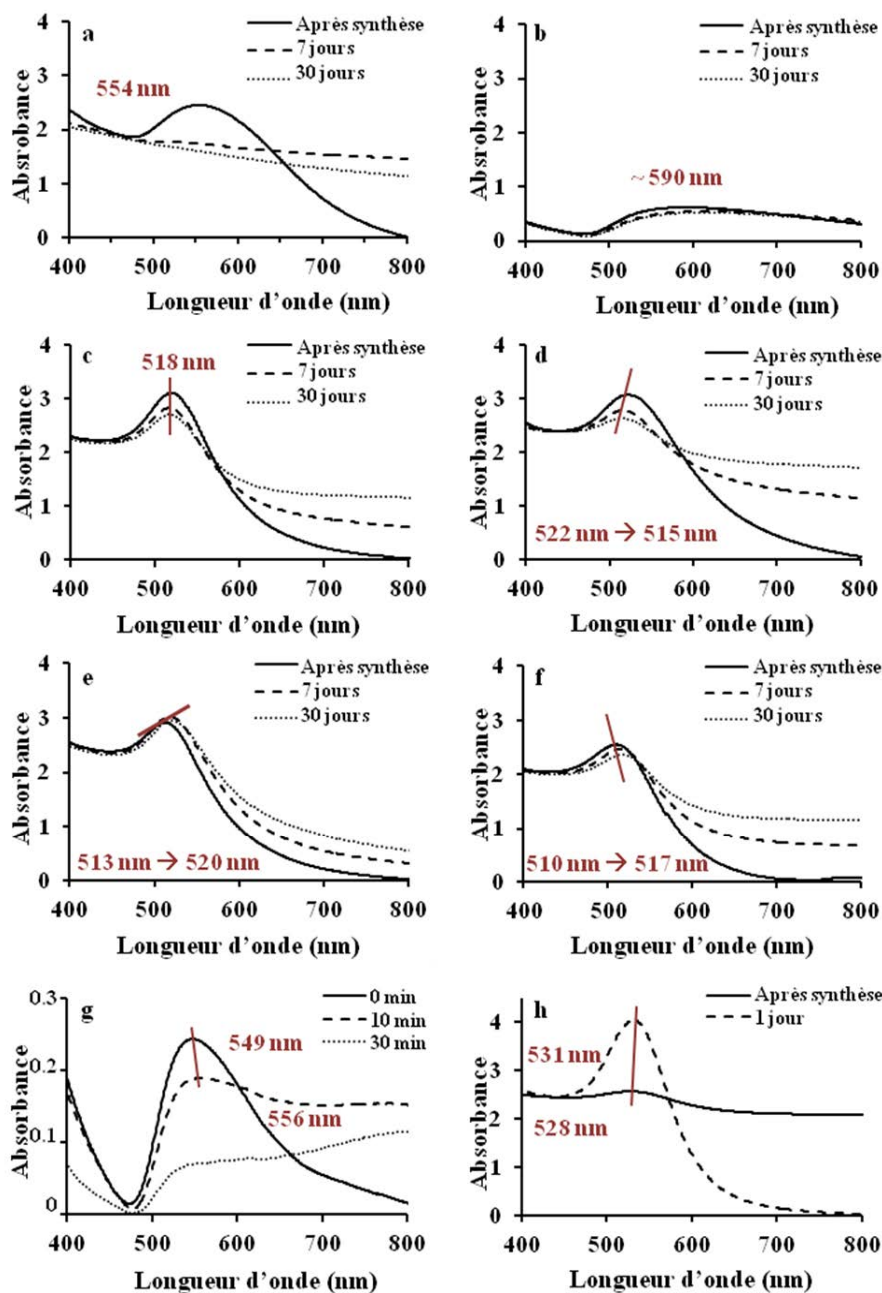 a
Après synthèse
7 jours
30 jours
554 nm
Absrobance
4
3
2
1
0
400 500 600 700 800
Longueur d’onde (nm)
b
Après synthèse
7 jours
30 jours
~ 590 nm
Absorbance
4
3
2
1
0
400 500 600 700 800
Longueur d’onde (nm)
c
Après synthèse
7 jours
30 jours
518 nm
Absorbance
4
3
2
1
0
400 500 600 700 800
Longueur d’onde (nm)
d
Après synthèse
7 jours
30 jours
522 nm → 515 nm
Absorbance
4
3
2
1
0
400 500 600 700 800
Longueur d’onde (nm)
e
Après synthèse
7 jours
30 jours
513 nm → 520 nm
Absorbance
4
3
2
1
0
400 500 600 700 800
Longueur d’onde (nm)
f
Après synthèse
7 jours
30 jours
510 nm → 517 nm
Absorbance
4
3
2
1
0
400 500 600 700 800
Longueur d’onde (nm)
g
0 min
10 min
30 min
549 nm
556 nm
Absorbance
0.3
0.2
0.1
0
400 500 600 700 800
Longueur d’onde (nm)
h
Après synthèse
1 jour
531 nm
528 nm
Absorbance
4
3
2
1
0
400 500 600 700 800
Longueur d’onde (nm)